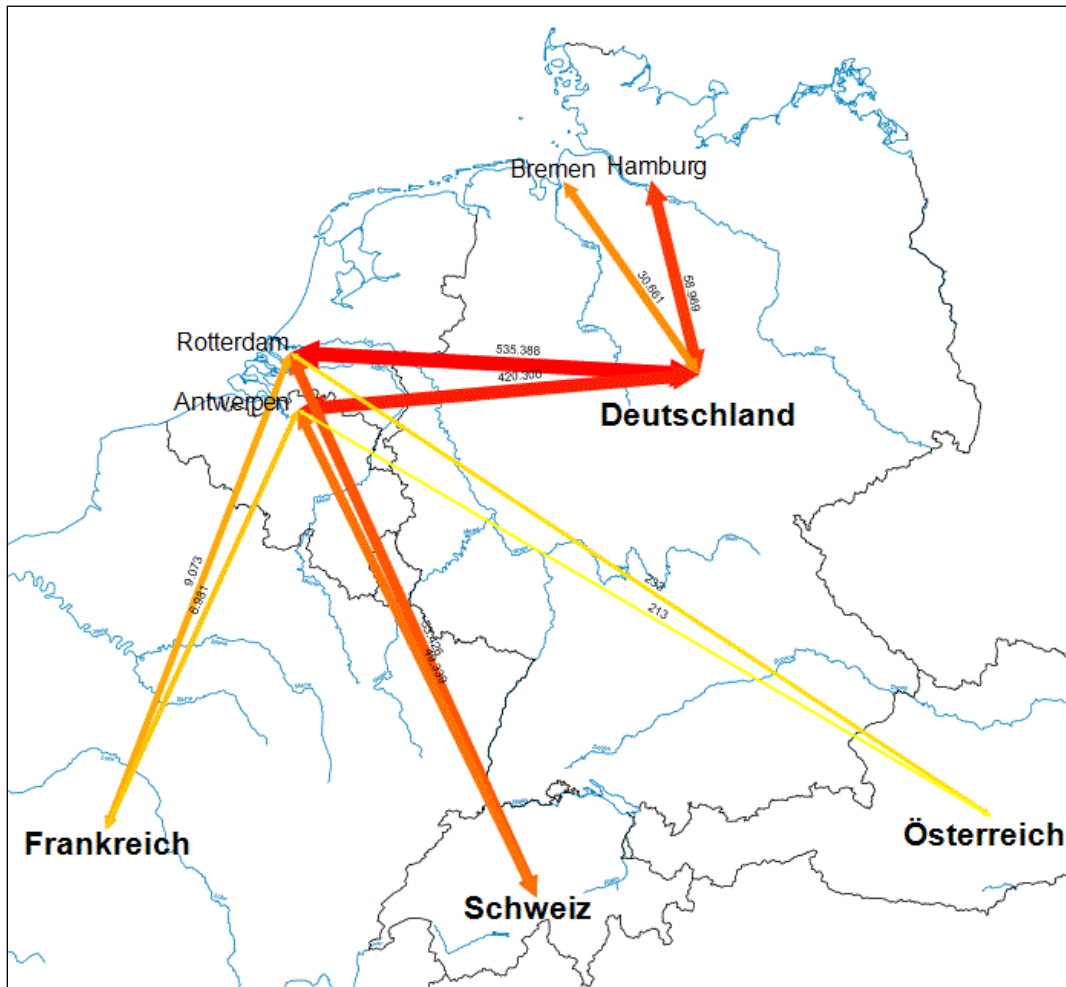 Bremen
Hamburg
30.661
58.969
Rotterdam
535.388
Antwerpen
420.300
Deutschland
9.073
6.981
293
213
Frankreich
Schweiz
Österreich